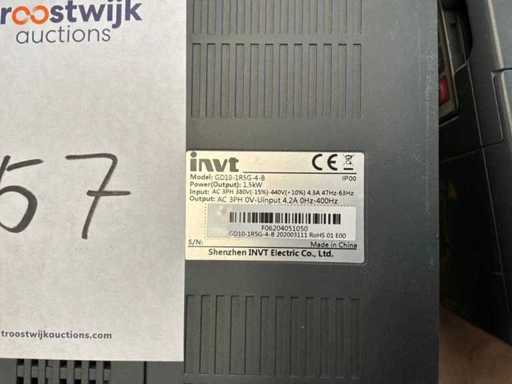 troostwijk
auctions
57
troostwijkauctions.com
invt
CE
Model: GD10-1R5G-4-B
IP00
Power(Output): 1.5kW
Input: AC 3PH 380V(-15%)-440V(+10%) 4.3A 47Hz-63Hz
Output: AC 3PH 0V-Uinput 4.2A 0Hz-400Hz
F06204051050
GD10-1R5G-4-B 202003111 RoHS 01 E00
S/N:
Made in China
Shenzhen INVT Electric Co., Ltd.